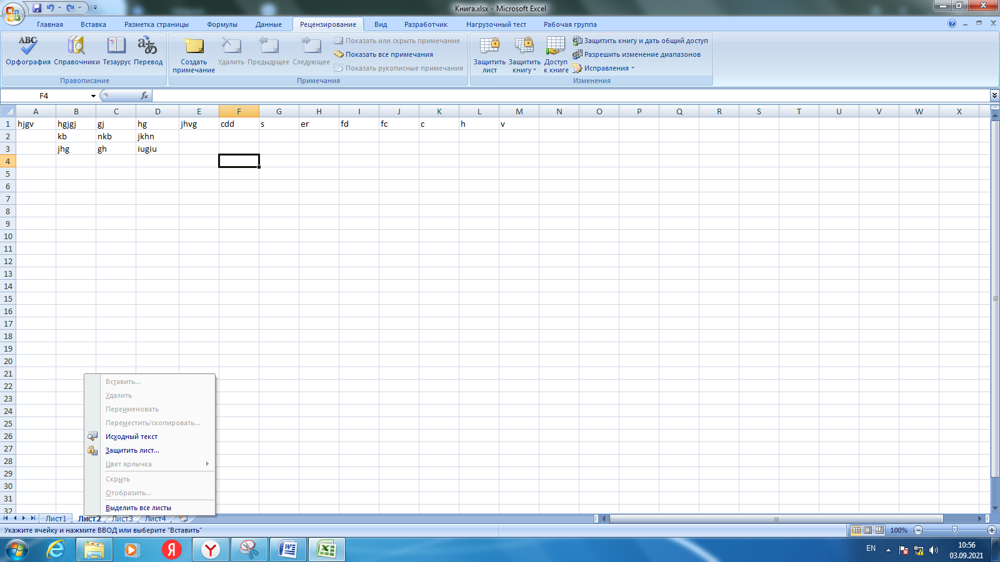 Книга.xlsx - Microsoft Excel
Главная Вставка Разметка страницы Формулы Данные Рецензирование Вид Разработчик Нагрузочный тест Рабочая группа
ABC
Орфография Справочники Тезаурус Перевод
Правописание
Создать примечание Удалить Предыдущее Следующее
Показать или скрыть примечание
Показать все примечания
Показать рукописные примечания
Примечания
Защитить лист Защитить книгу Доступ к книге
Защитить книгу и дать общий доступ
Разрешить изменение диапазонов
Исправления
Изменения
F4 fx
A B C D E F G H I J K L M N O P Q R S T U V W X
1 hjgv hgjgj gj hg jhvg cdd s er fd fc c h v
2 kb nkb jkhn
3 jhg gh iugiu
4
5
6
7
8
9
10
11
12
13
14
15
16
17
18
19
20
21
22
23
24
25
26
27
28
29
30
31
32
Вставить...
Удалить
Переименовать
Переместить/скопировать...
Исходный текст
Защитить лист...
Цвет ярлычка
Скрыть
Отобразить...
Выделить все листы
Лист1 Лист2 Лист3 Лист4
Укажите ячейку и нажмите ВВОД или выберите "Вставить" 100%
EN 10:56
03.09.2021